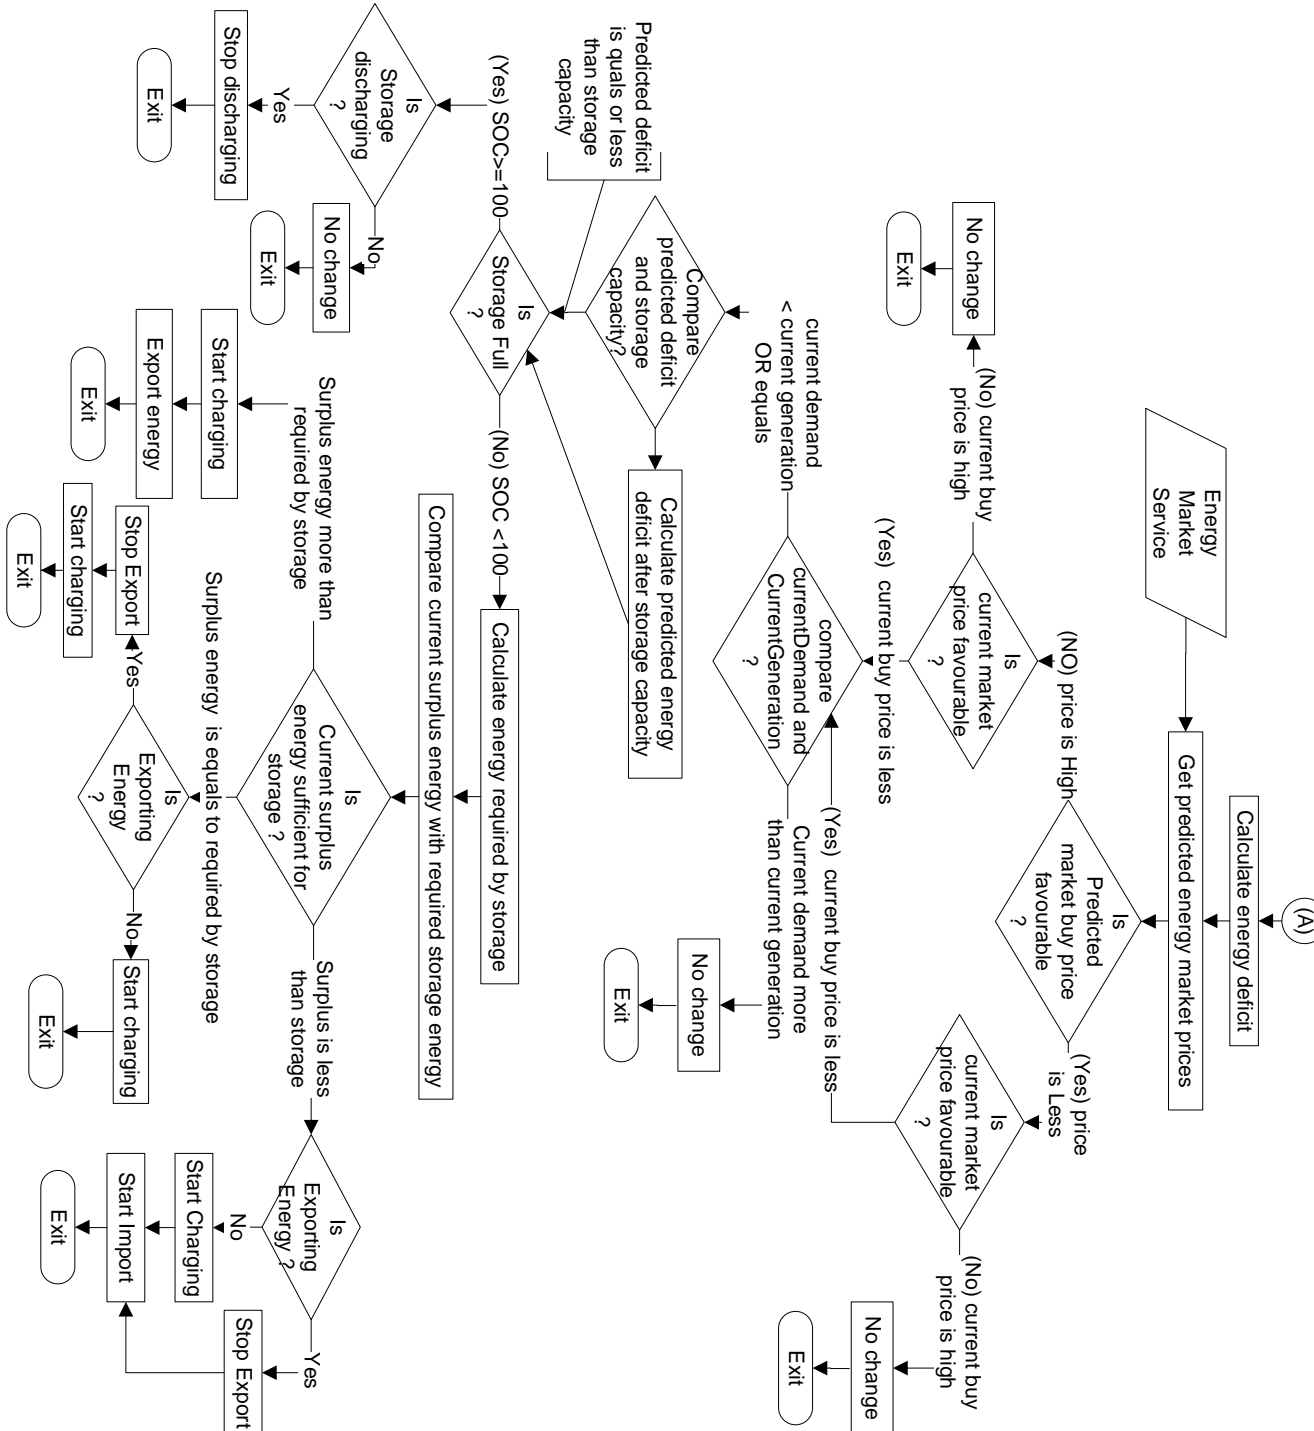 (A)
Calculate energy deficit
Energy
Market
Service
Get predicted energy market prices
Is
Predicted
market buy price
favourable
?
(NO) price is High
(Yes) price
is Less
Is
current market
price favourable
?
(No) current buy
price is high
No change
Exit
(Yes) current buy price is less
Is
current market
price favourable
?
(No) current buy
price is high
No change
Exit
(Yes) current buy price is less
compare
currentDemand and
CurrentGeneration
?
current demand
< current generation
OR equals
Current demand more
than current generation
No change
Exit
Compare
predicted deficit
and storage
capacity?
Calculate predicted energy
deficit after storage capacity
Predicted deficit
is quals or less
than storage
capacity
Is
Storage Full
?
(Yes) SOC>=100
(No) SOC <100
Is
Storage
discharging
?
Yes
Stop discharging
Exit
No
No change
Exit
Calculate energy required by storage
Compare current surplus energy with required storage energy
Is
Current surplus
energy sufficient for
storage ?
Surplus energy more than
required by storage
Start charging
Export energy
Exit
Surplus energy is equals to required by storage
Is
Exporting
Energy
?
Yes
Stop Export
Start charging
Exit
No
Start charging
Exit
Surplus is less
than storage
Is
Exporting
Energy ?
No
Start Charging
Start Import
Exit
Yes
Stop Export